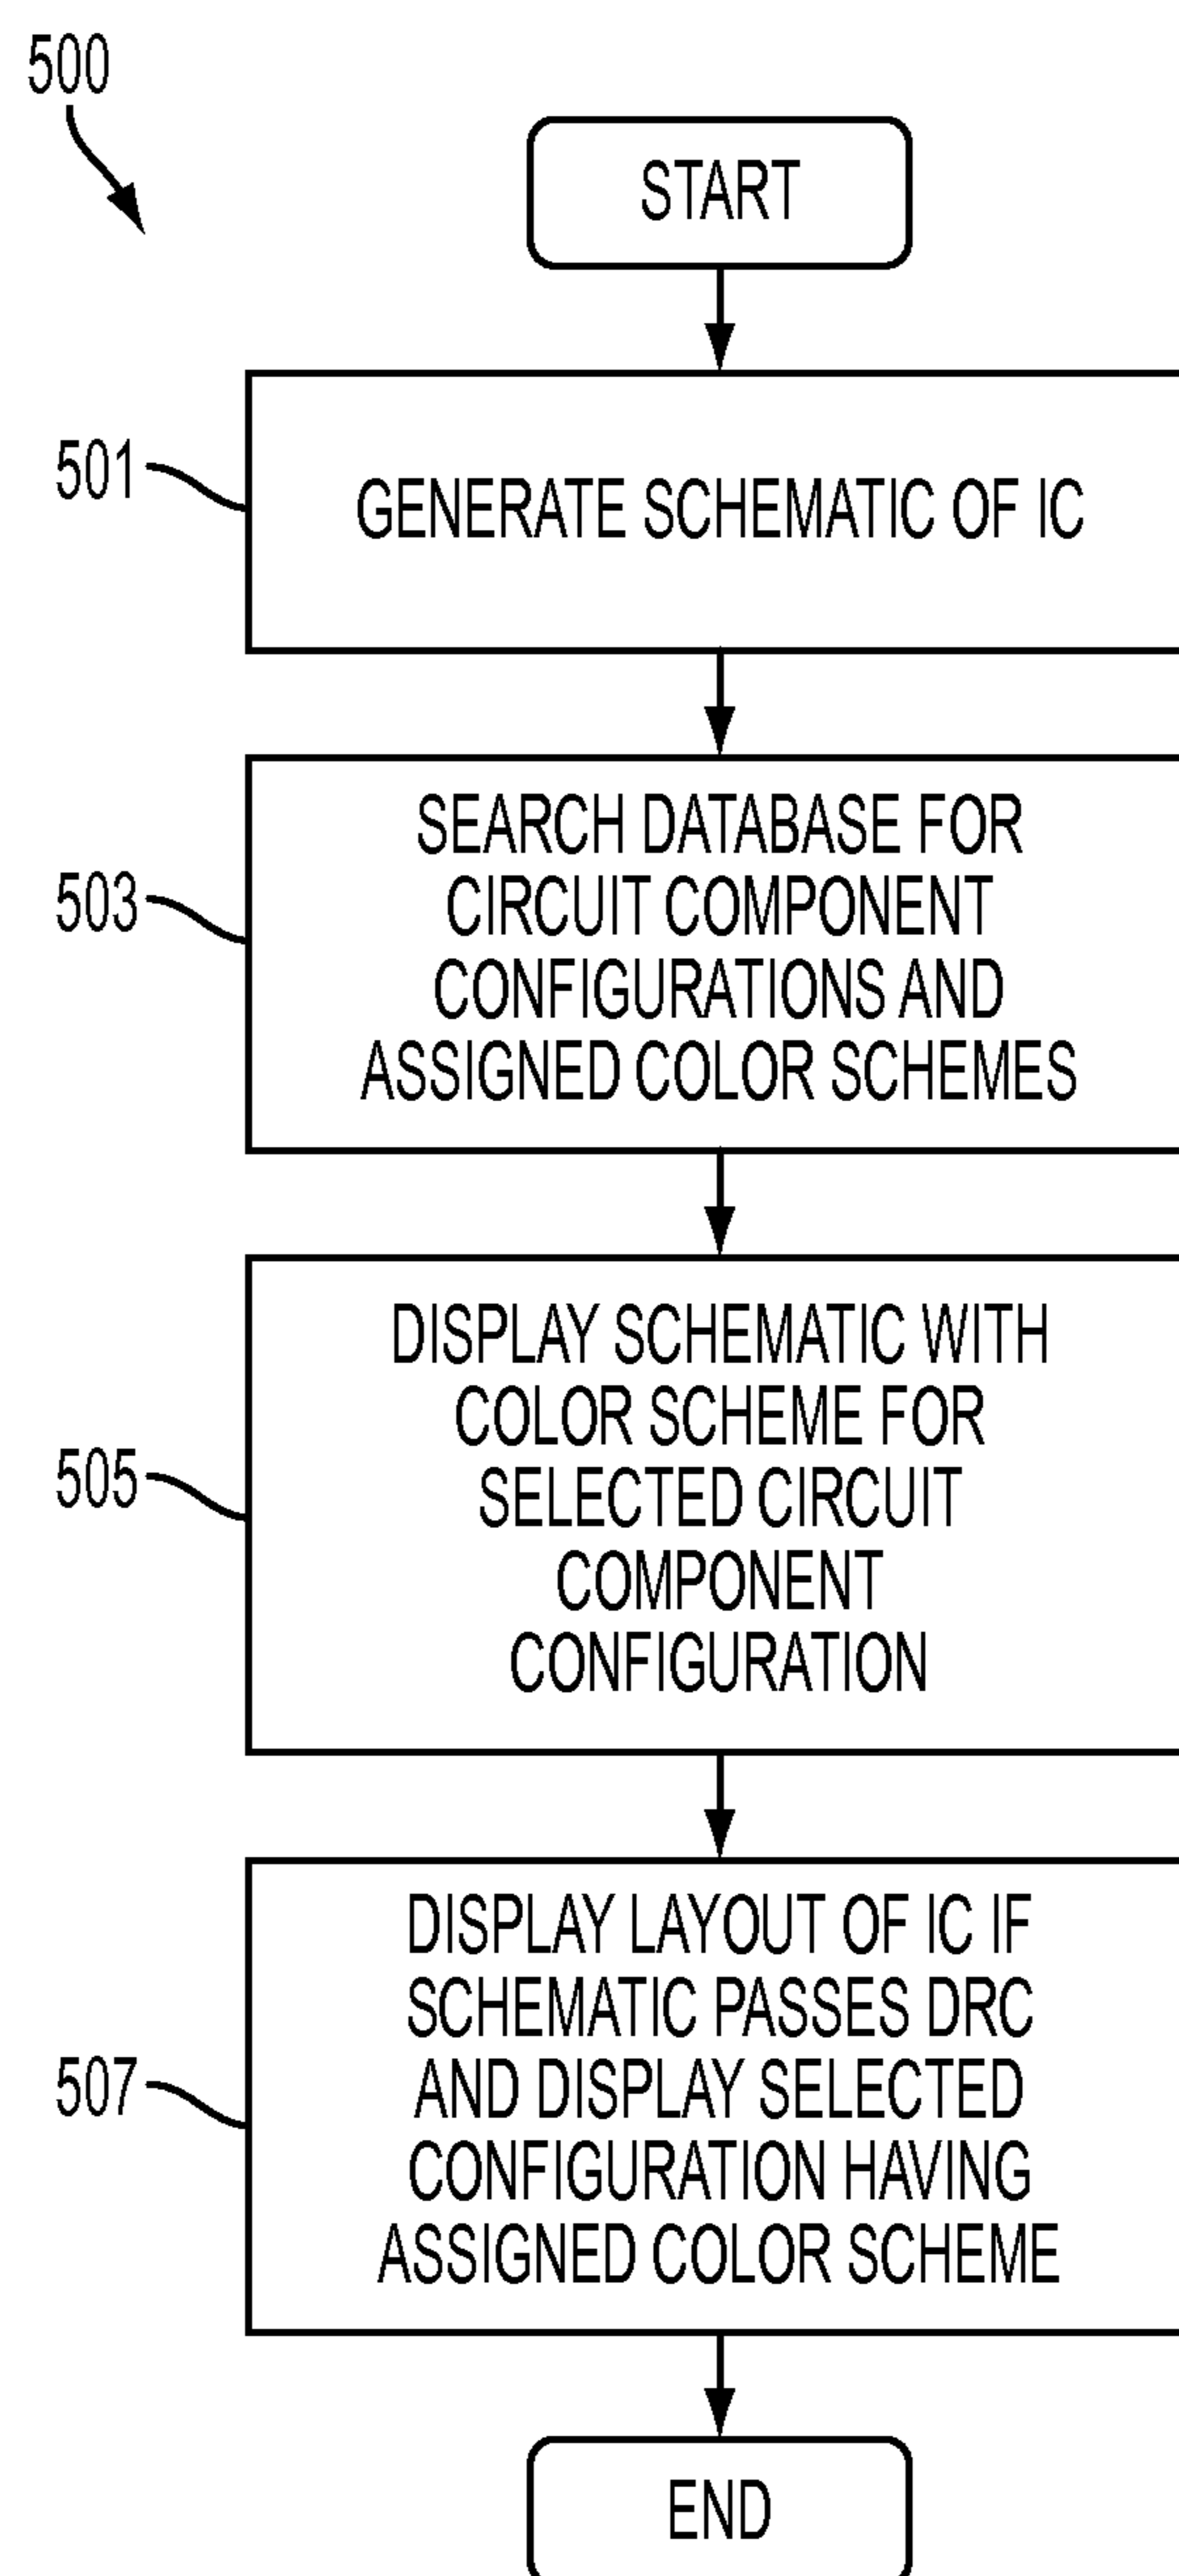 500
START
501
GENERATE SCHEMATIC OF IC
503
SEARCH DATABASE FOR
CIRCUIT COMPONENT
CONFIGURATIONS AND
ASSIGNED COLOR SCHEMES
505
DISPLAY SCHEMATIC WITH
COLOR SCHEME FOR
SELECTED CIRCUIT
COMPONENT
CONFIGURATION
507
DISPLAY LAYOUT OF IC IF
SCHEMATIC PASSES DRC
AND DISPLAY SELECTED
CONFIGURATION HAVING
ASSIGNED COLOR SCHEME
END